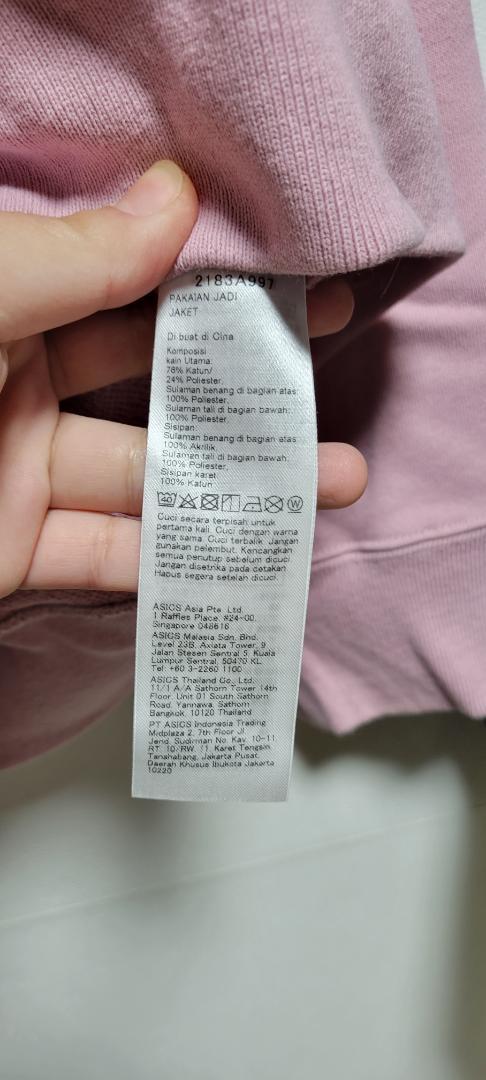 2183A997
PAKAIAN JADI
JAKET
Dibuat di Cina
Komposisi
kain Utama:
76% Katun/
24% Poliester.
Sulaman benang di bagian atas:
100% Poliester.
Sulaman tali di bagian bawah:
100% Poliester.
Sisipan:
Sulaman benang di bagian atas:
100% Akrilik.
Sulaman tali di bagian bawah:
100% Poliester.
Sisipan karet:
100% Katun
40 W
Cuci secara terpisah untuk
pertama kali. Cuci dengan warna
yang sama. Cuci terbalik. Jangan
gunakan pelembut. Kencangkan
semua penutup sebelum dicuci.
Jangan disetrika pada cetakan
Hapus segera setelah dicuci.
ASICS Asia Pte. Ltd.
1 Raffles Place, #24-00,
Singapore 048616
ASICS Malasia Sdn. Bhd.
Level 23B, Axiata Tower, 9
Jalan Stesen Sentral 5 Kuala
Lumpur Sentral, 50470 KL.
Tel: +60 3-2260 1100
ASICS Thailand Co., Ltd.
11/1 A/A Sathorn Tower 14th
Floor, Unit 01 South Sathorn
Road, Yannawa, Sathorn
Bangkok, 10120 Thailand
PT ASICS Indonesia Trading
Midplaza 2, 7th Floor Jl.
Jend. Sudirman No. Kav. 10-11,
RT. 10/RW. 11, Karet Tengsin,
Tanahabang, Jakarta Pusat,
Daerah Khusus Ibukota Jakarta
10220